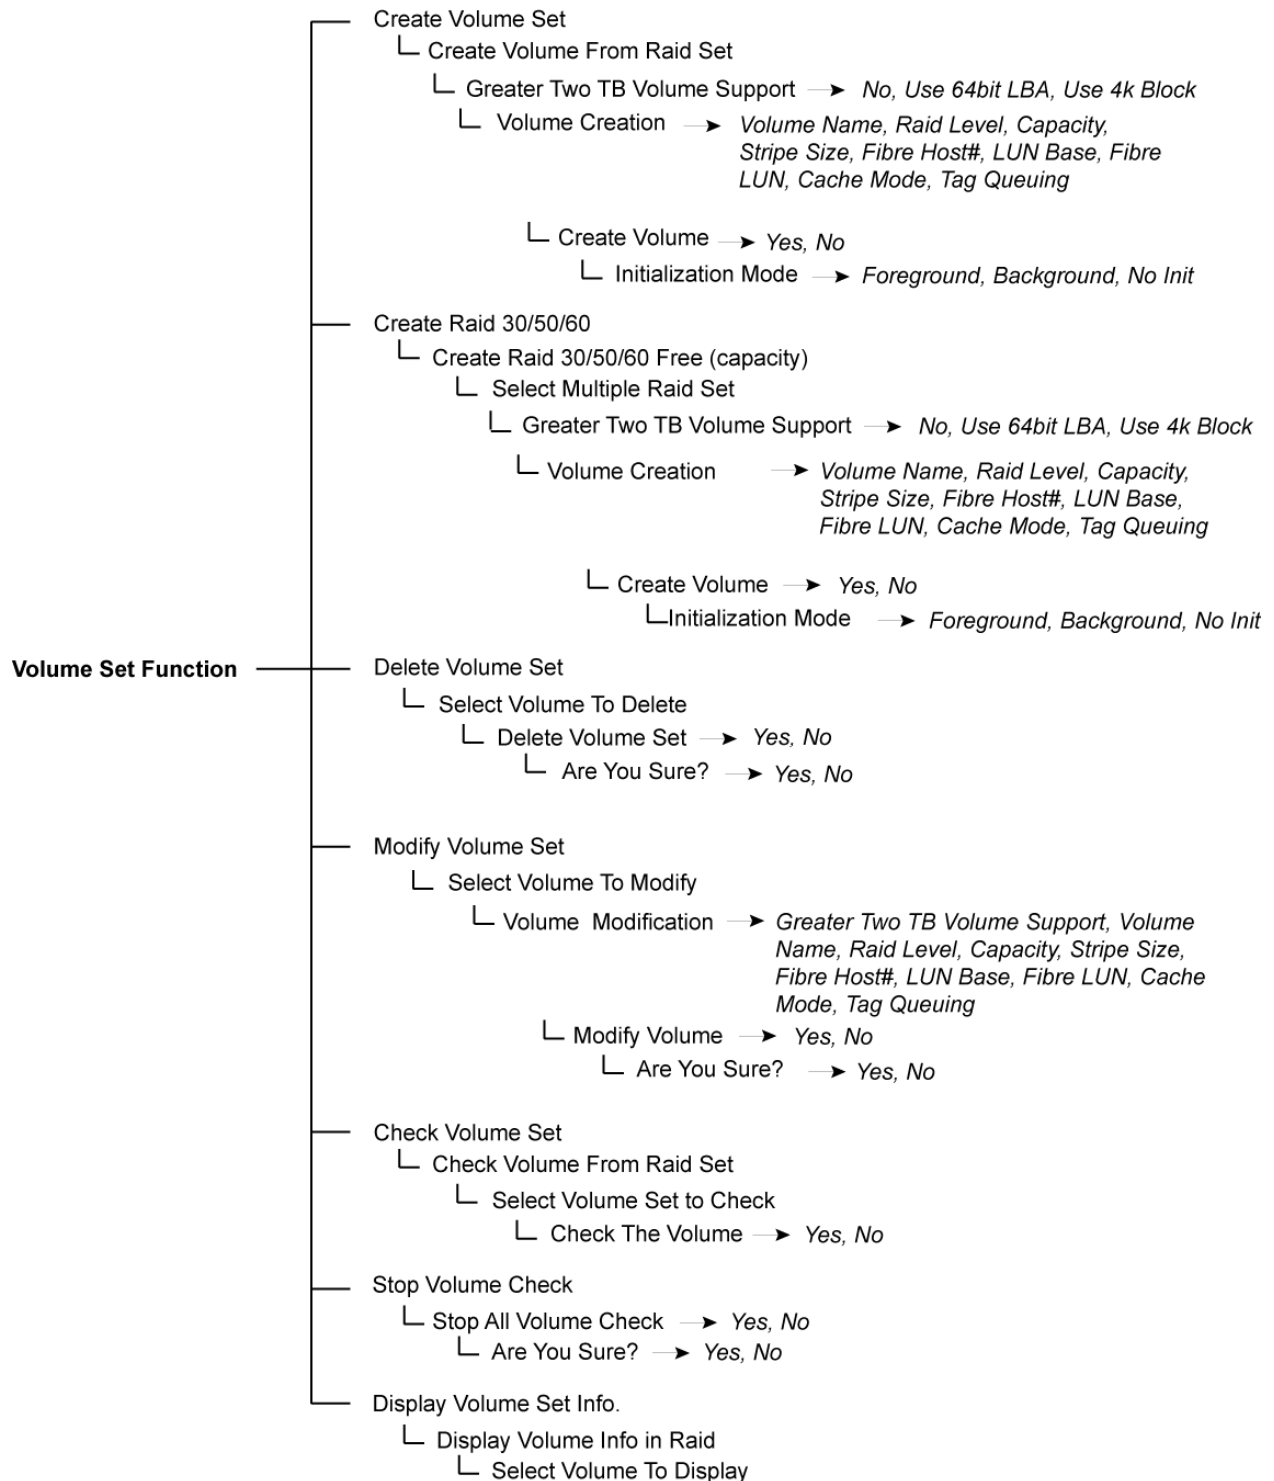 Create Volume Set
Create Volume From Raid Set
Greater Two TB Volume Support No, Use 64bit LBA, Use 4k Block
Volume Creation Volume Name, Raid Level, Capacity,
Stripe Size, Fibre Host#, LUN Base, Fibre
LUN, Cache Mode, Tag Queuing
Create Volume Yes, No
Initialization Mode Foreground, Background, No Init
Create Raid 30/50/60
Create Raid 30/50/60 Free (capacity)
Select Multiple Raid Set
Greater Two TB Volume Support No, Use 64bit LBA, Use 4k Block
Volume Creation Volume Name, Raid Level, Capacity,
Stripe Size, Fibre Host#, LUN Base,
Fibre LUN, Cache Mode, Tag Queuing
Create Volume Yes, No
Initialization Mode Foreground, Background, No Init
Volume Set Function Delete Volume Set
Select Volume To Delete
Delete Volume Set Yes, No
Are You Sure? Yes, No
Modify Volume Set
Select Volume To Modify
Volume Modification Greater Two TB Volume Support, Volume
Name, Raid Level, Capacity, Stripe Size,
Fibre Host#, LUN Base, Fibre LUN, Cache
Mode, Tag Queuing
Modify Volume Yes, No
Are You Sure? Yes, No
Check Volume Set
Check Volume From Raid Set
Select Volume Set to Check
Check The Volume Yes, No
Stop Volume Check
Stop All Volume Check Yes, No
Are You Sure? Yes, No
Display Volume Set Info.
Display Volume Info in Raid
Select Volume To Display